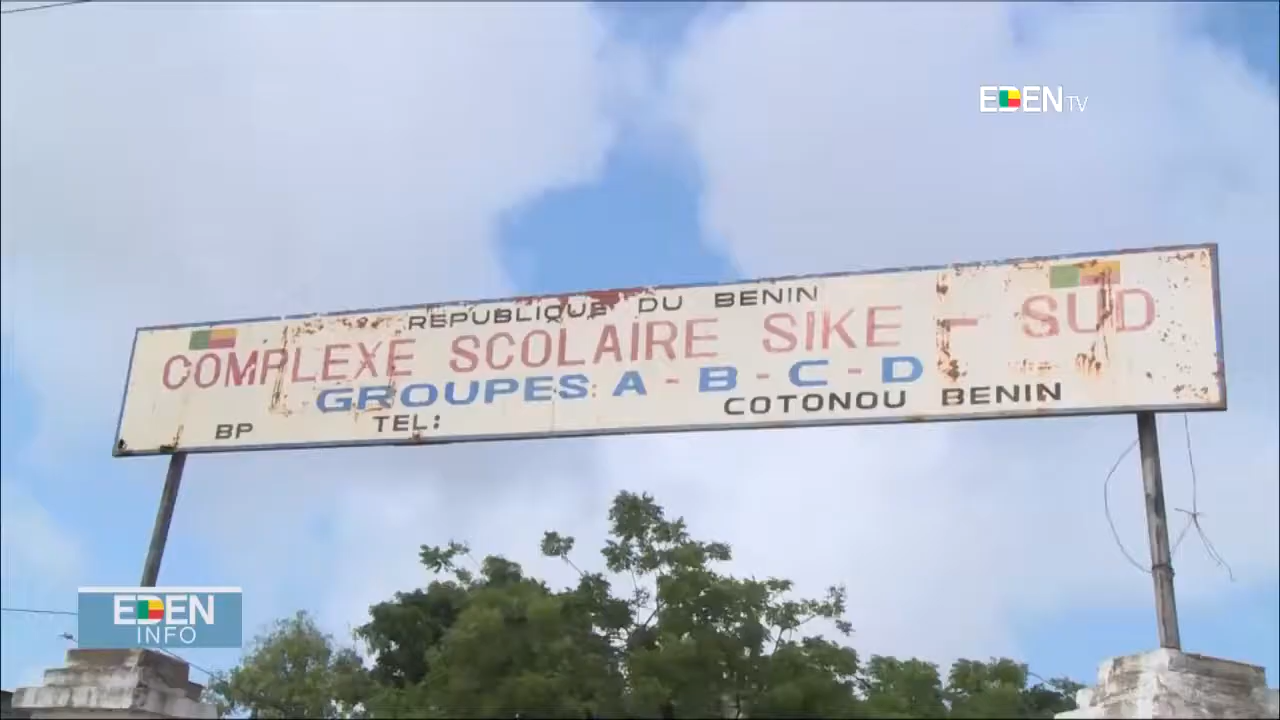 EDEN TV
REPUBLIQUE DU BENIN
COMPLEXE SCOLAIRE SIKE - SUD
GROUPES: A - B - C - D
BP TEL: COTONOU BENIN
EDEN
INFO